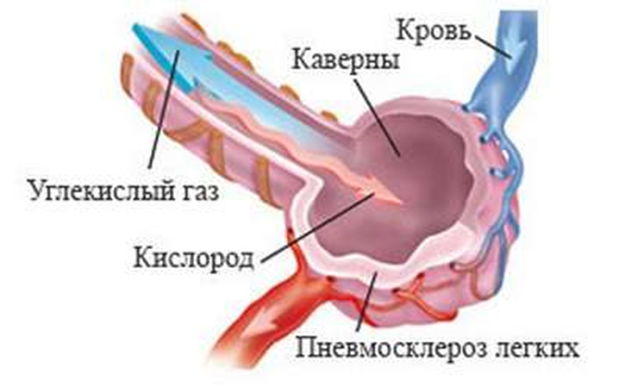 Кровь
Каверны
Углекислый газ
Кислород
Пневмосклероз легких